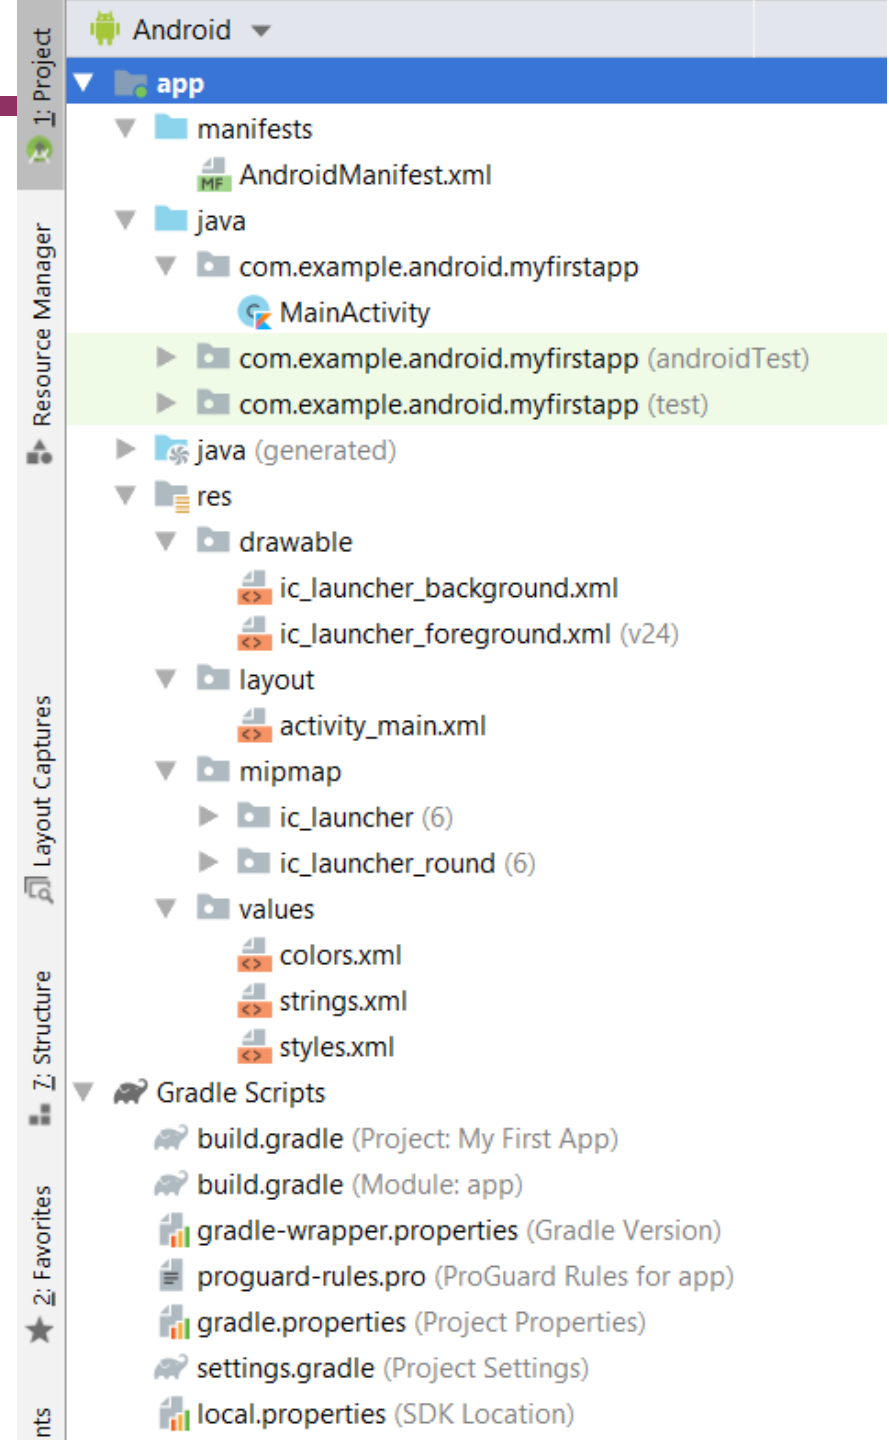 Android
app
manifests
AndroidManifest.xml
java
com.example.android.myfirstapp
MainActivity
com.example.android.myfirstapp (androidTest)
com.example.android.myfirstapp (test)
java (generated)
res
drawable
ic_launcher_background.xml
ic_launcher_foreground.xml (v24)
layout
activity_main.xml
mipmap
ic_launcher (6)
ic_launcher_round (6)
values
colors.xml
strings.xml
styles.xml
Gradle Scripts
build.gradle (Project: My First App)
build.gradle (Module: app)
gradle-wrapper.properties (Gradle Version)
proguard-rules.pro (ProGuard Rules for app)
gradle.properties (Project Properties)
settings.gradle (Project Settings)
local.properties (SDK Location)
1: Project
Resource Manager
Layout Captures
7: Structure
2: Favorites
MF